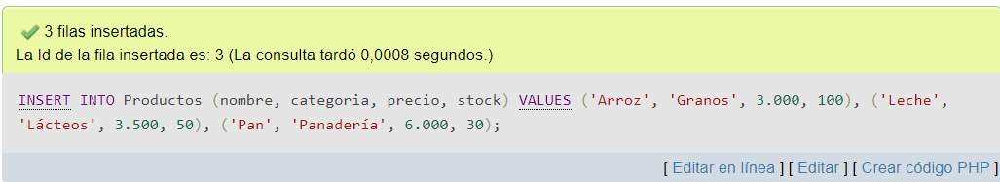 3 filas insertadas.
La Id de la fila insertada es: 3 (La consulta tardó 0,0008 segundos.)
INSERT INTO Productos (nombre, categoria, precio, stock) VALUES ('Arroz', 'Granos', 3.000, 100), ('Leche',
'Lácteos', 3.500, 50), ('Pan', 'Panadería', 6.000, 30);
[ Editar en línea ] [ Editar ] [ Crear código PHP ]